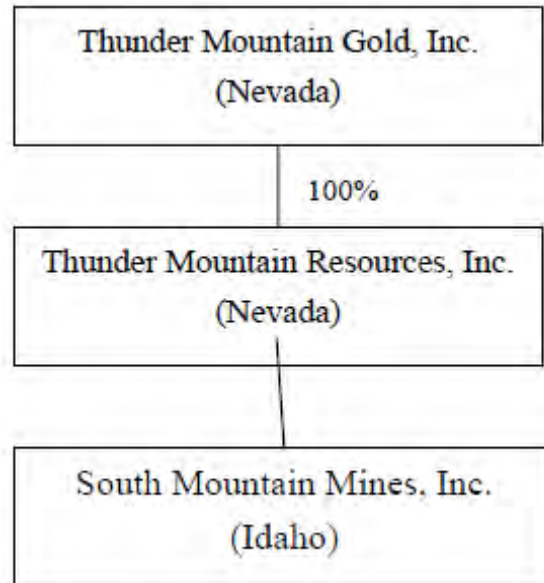 Thunder Mountain Gold, Inc.
(Nevada)
100%
Thunder Mountain Resources, Inc.
(Nevada)
South Mountain Mines, Inc.
(Idaho)